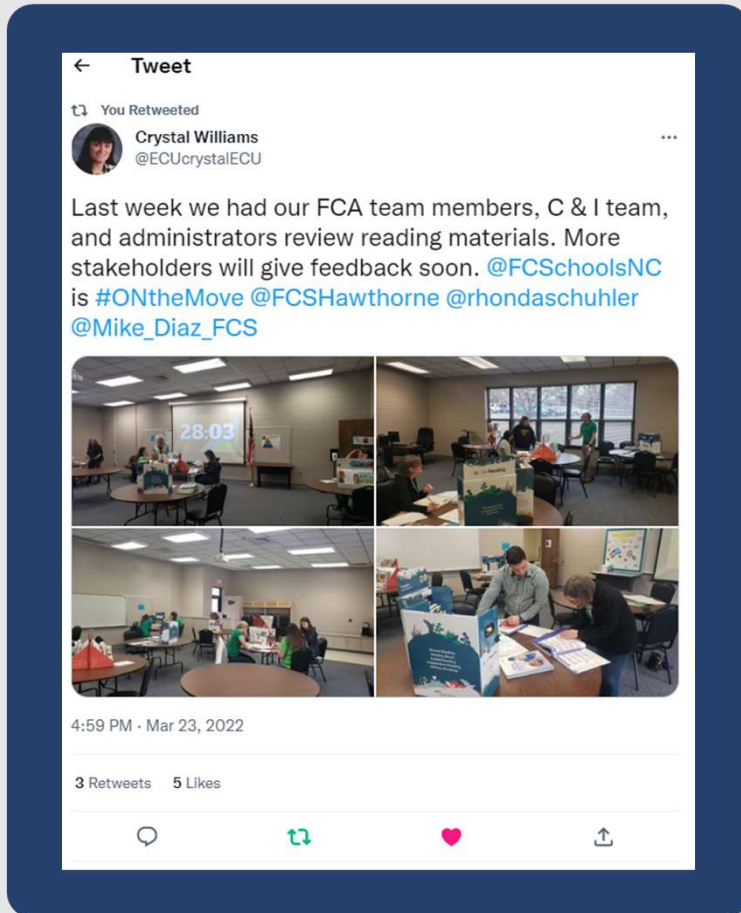 Tweet
You Retweeted
Crystal Williams
@ECUcrystalECU
Last week we had our FCA team members, C & I team,
and administrators review reading materials. More
stakeholders will give feedback soon. @FCSchoolsNC
is #ONtheMove @FCSHawthorne @rhondaschuhler
@Mike_Diaz_FCS
28:03
Reading
4:59 PM · Mar 23, 2022
3 Retweets 5 Likes